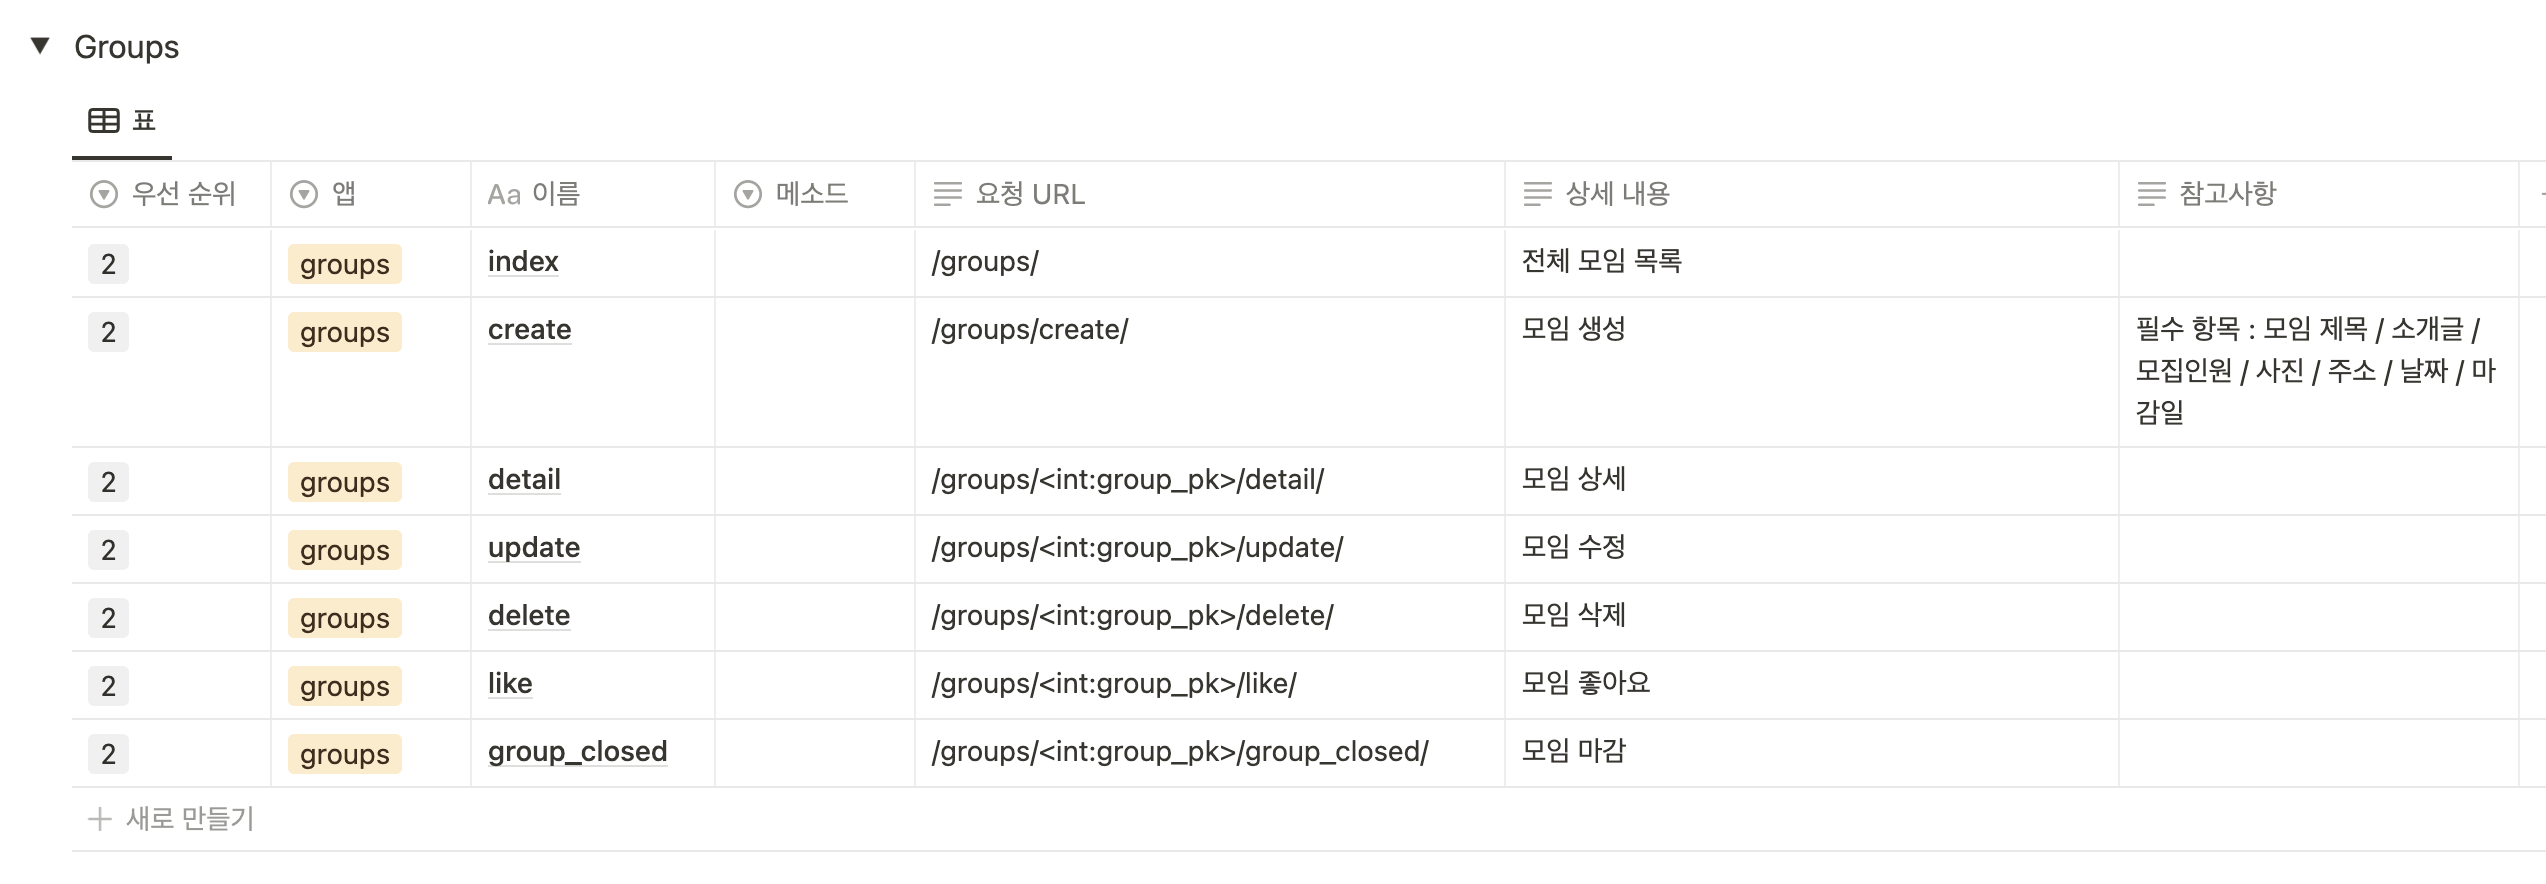 Groups
표
우선 순위 앱 Aa 이름 메소드 요청 URL 상세 내용 참고사항
2 groups index /groups/ 전체 모임 목록
2 groups create /groups/create/ 모임 생성 필수 항목 : 모임 제목 / 소개글 /
모집인원 / 사진 / 주소 / 날짜 / 마
감일
2 groups detail /groups/<int:group_pk>/detail/ 모임 상세
2 groups update /groups/<int:group_pk>/update/ 모임 수정
2 groups delete /groups/<int:group_pk>/delete/ 모임 삭제
2 groups like /groups/<int:group_pk>/like/ 모임 좋아요
2 groups group_closed /groups/<int:group_pk>/group_closed/ 모임 마감
+ 새로 만들기